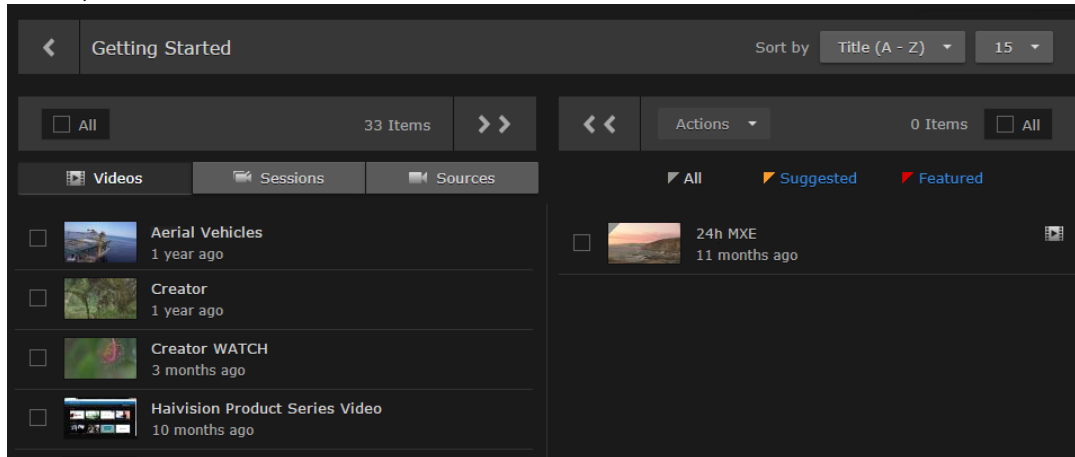 Getting Started
Sort by Title (A - Z) 15
All 33 Items
Actions 0 Items All
Videos Sessions Sources
All Suggested Featured
Aerial Vehicles
1 year ago
Creator
1 year ago
Creator WATCH
3 months ago
Haivision Product Series Video
10 months ago
24h MXE
11 months ago